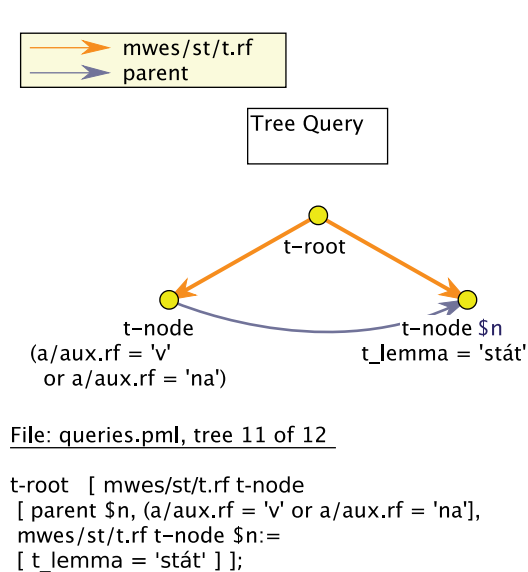 mwes/st/t.rf
parent
Tree Query
t-root
t-node
(a/aux.rf = 'v'
or a/aux.rf = 'na')
t-node $n
t_lemma = 'stát'
File: queries.pml, tree 11 of 12
t-root [ mwes/st/t.rf t-node
[ parent $n, (a/aux.rf = 'v' or a/aux.rf = 'na'],
mwes/st/t.rf t-node $n:=
[ t_lemma = 'stát' ] ];